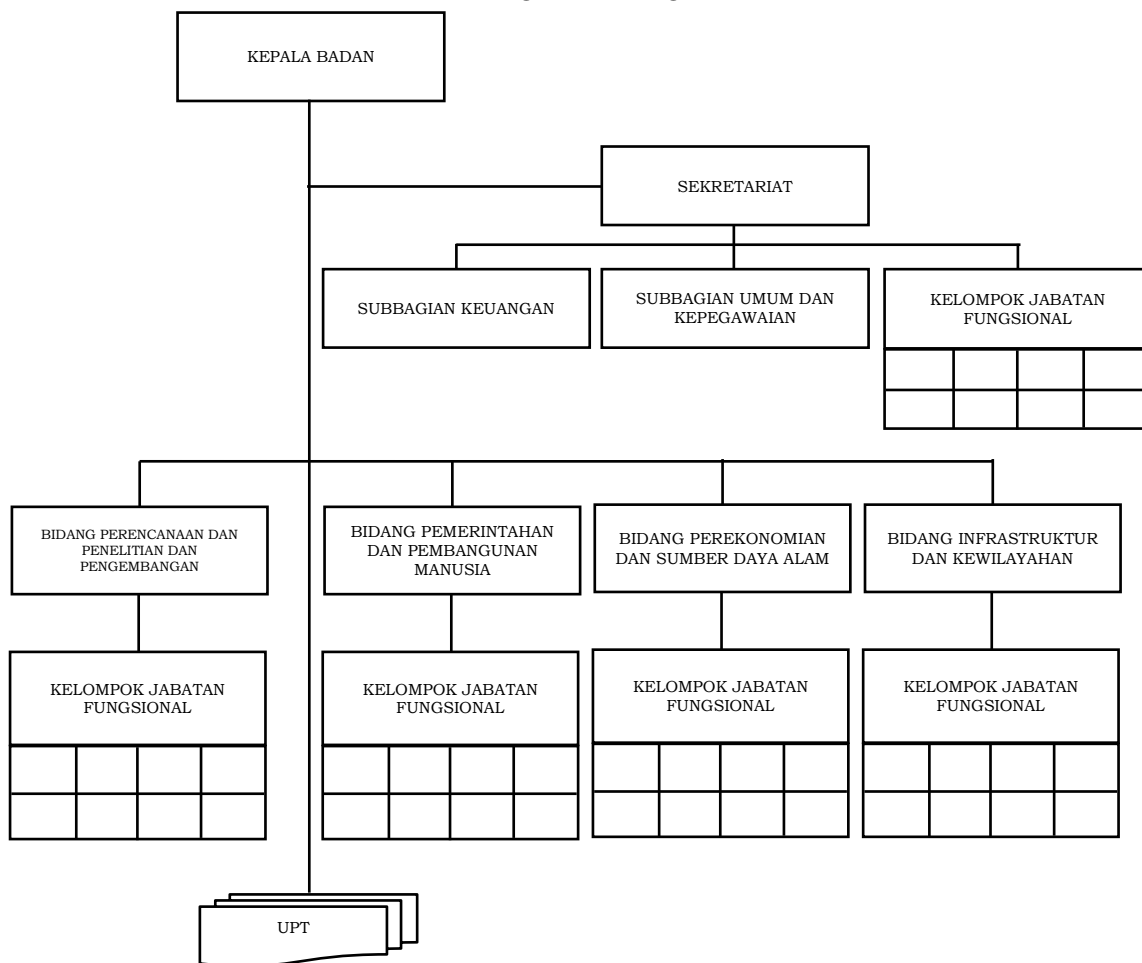 KEPALA BADAN
SEKRETARIAT
SUBBAGIAN KEUANGAN
SUBBAGIAN UMUM DAN
KEPEGAWAIAN
KELOMPOK JABATAN
FUNGSIONAL
BIDANG PERENCANAAN DAN
PENELITIAN DAN
PENGEMBANGAN
BIDANG PEMERINTAHAN
DAN PEMBANGUNAN
MANUSIA
BIDANG PEREKONOMIAN
DAN SUMBER DAYA ALAM
BIDANG INFRASTRUKTUR
DAN KEWILAYAHAN
KELOMPOK JABATAN
FUNGSIONAL
KELOMPOK JABATAN
FUNGSIONAL
KELOMPOK JABATAN
FUNGSIONAL
KELOMPOK JABATAN
FUNGSIONAL
UPT